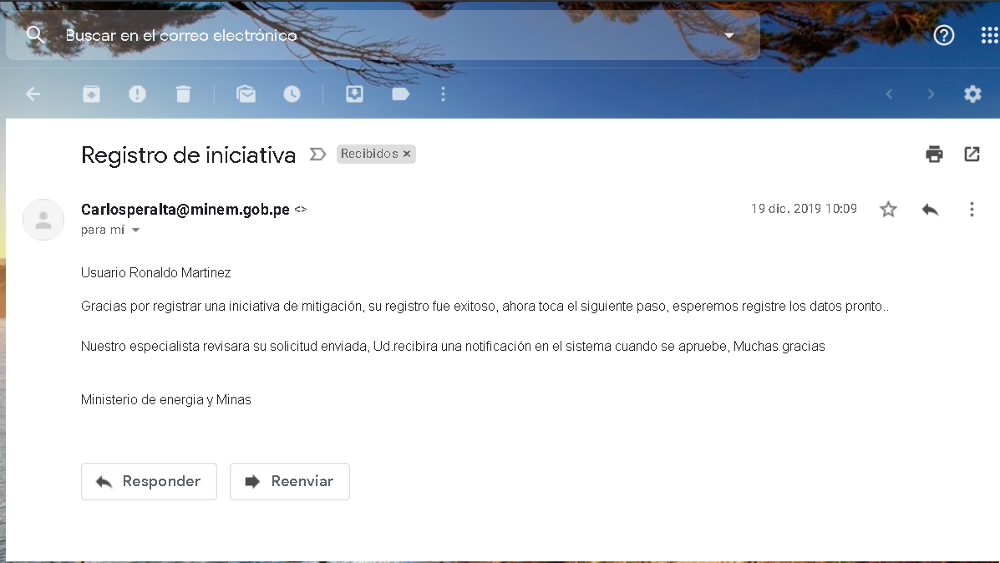 Buscar en el correo electrónico
Registro de iniciativa Recibidos ×
Carlosperalta@minem.gob.pe <> 19 dic. 2019 10:09
para mí
Usuario Ronaldo Martinez
Gracias por registrar una iniciativa de mitigación, su registro fue exitoso, ahora toca el siguiente paso, esperemos registre los datos pronto..
Nuestro especialista revisara su solicitud enviada, Ud.recibira una notificación en el sistema cuando se apruebe, Muchas gracias
Ministerio de energia y Minas
Responder Reenviar